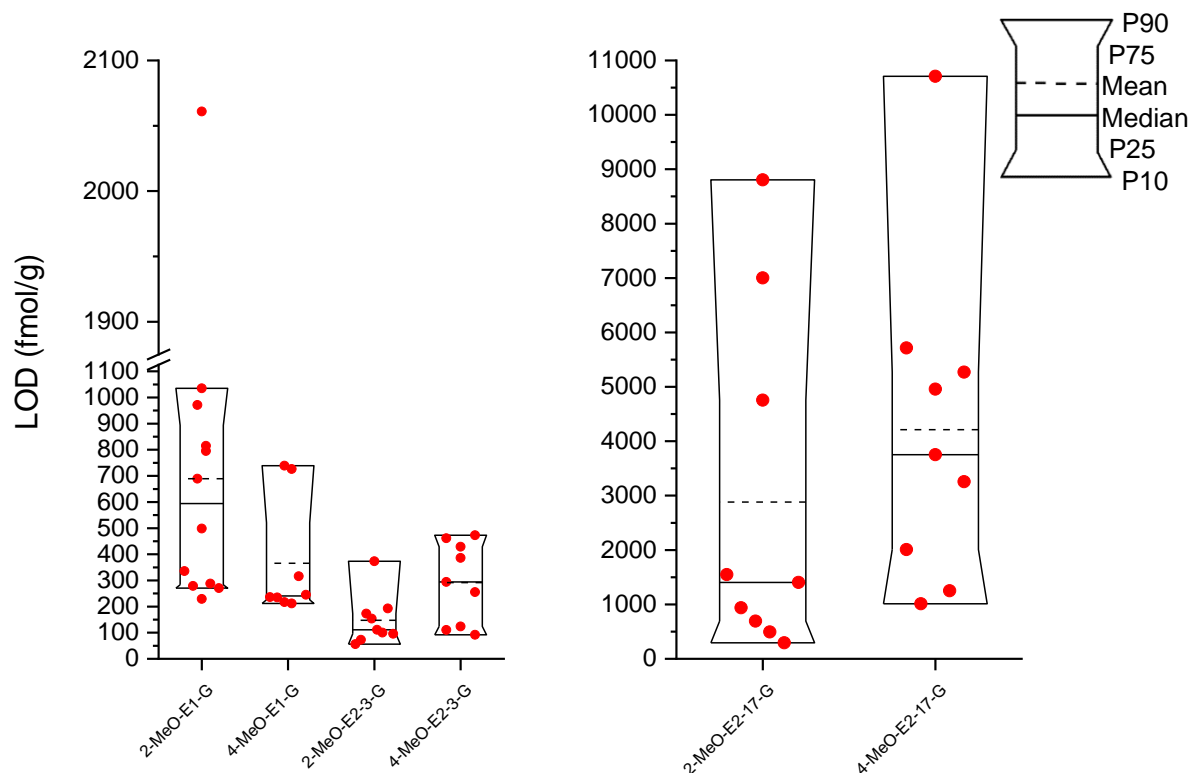 LOD (fmol/g)
2100
2000
1900
1100
1000
900
800
700
600
500
400
300
200
100
0
2-MeO-E1-G
4-MeO-E1-G
2-MeO-E2-3-G
4-MeO-E2-3-G
11000
10000
9000
8000
7000
6000
5000
4000
3000
2000
1000
0
2-MeO-E2-17-G
4-MeO-E2-17-G
P90
P75
Mean
Median
P25
P10